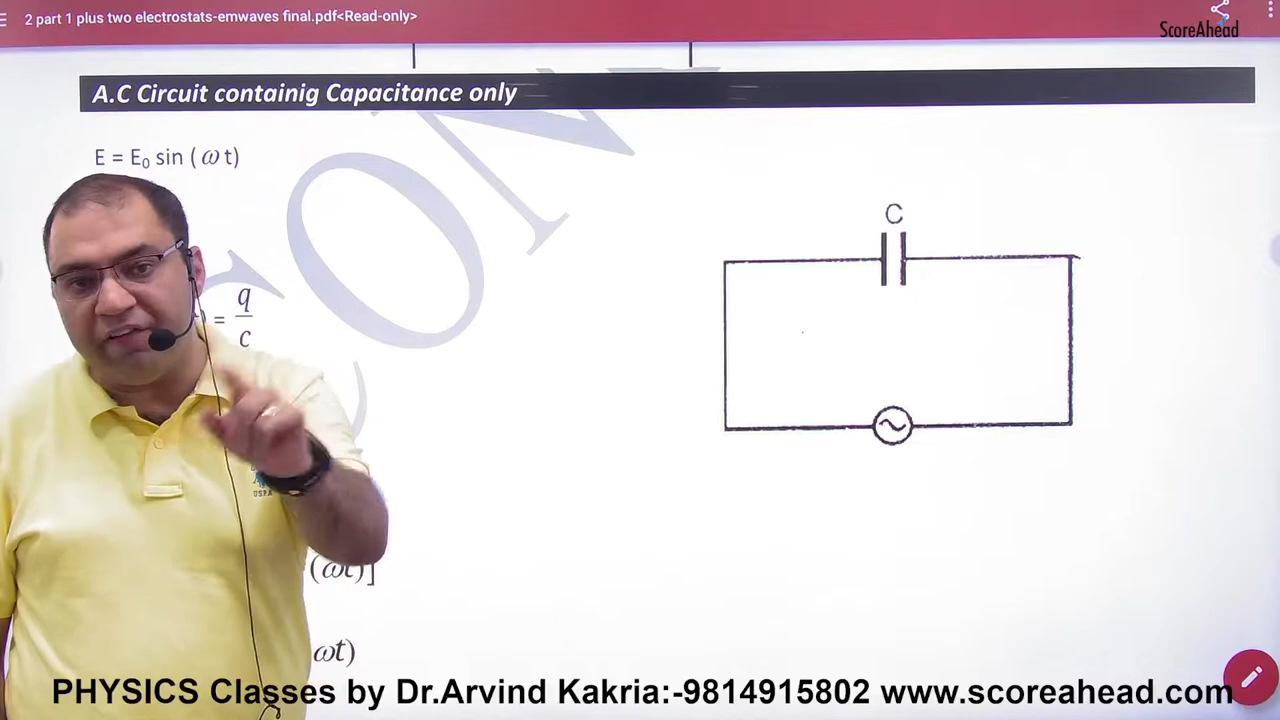 2 part 1 plus two electrostats-emwaves final.pdf<Read-only>
ScoreAhead
A.C Circuit containig Capacitance only
E = E₀ sin ( ω t)
C
) = q/c
USPA
(ωt)]
ωt)
PHYSICS Classes by Dr.Arvind Kakria:-9814915802 www.scoreahead.com